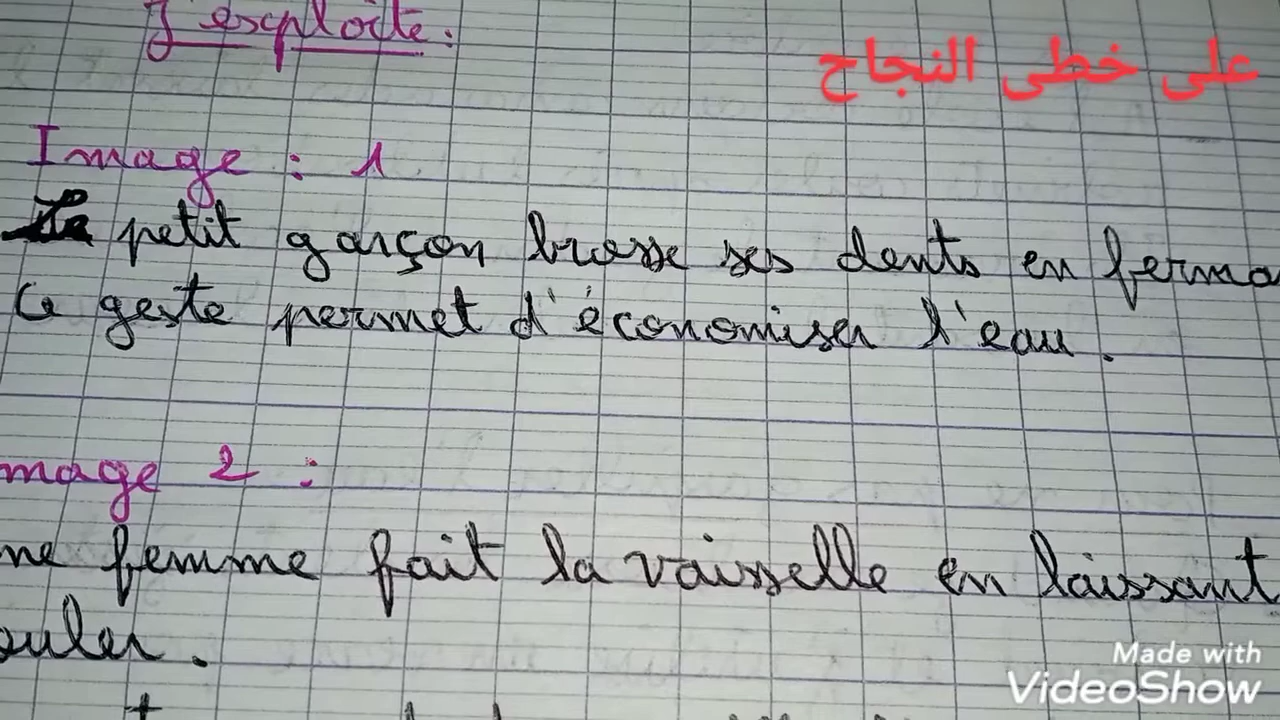 J'exploite.
على خطى النجاح
Image : 1
petit garçon brosse ses dents en ferma
Ce geste permet d'économiser l'eau.
mage 2 :
ne femme fait la vaisselle en laissant
ouler.
Made with
VideoShow